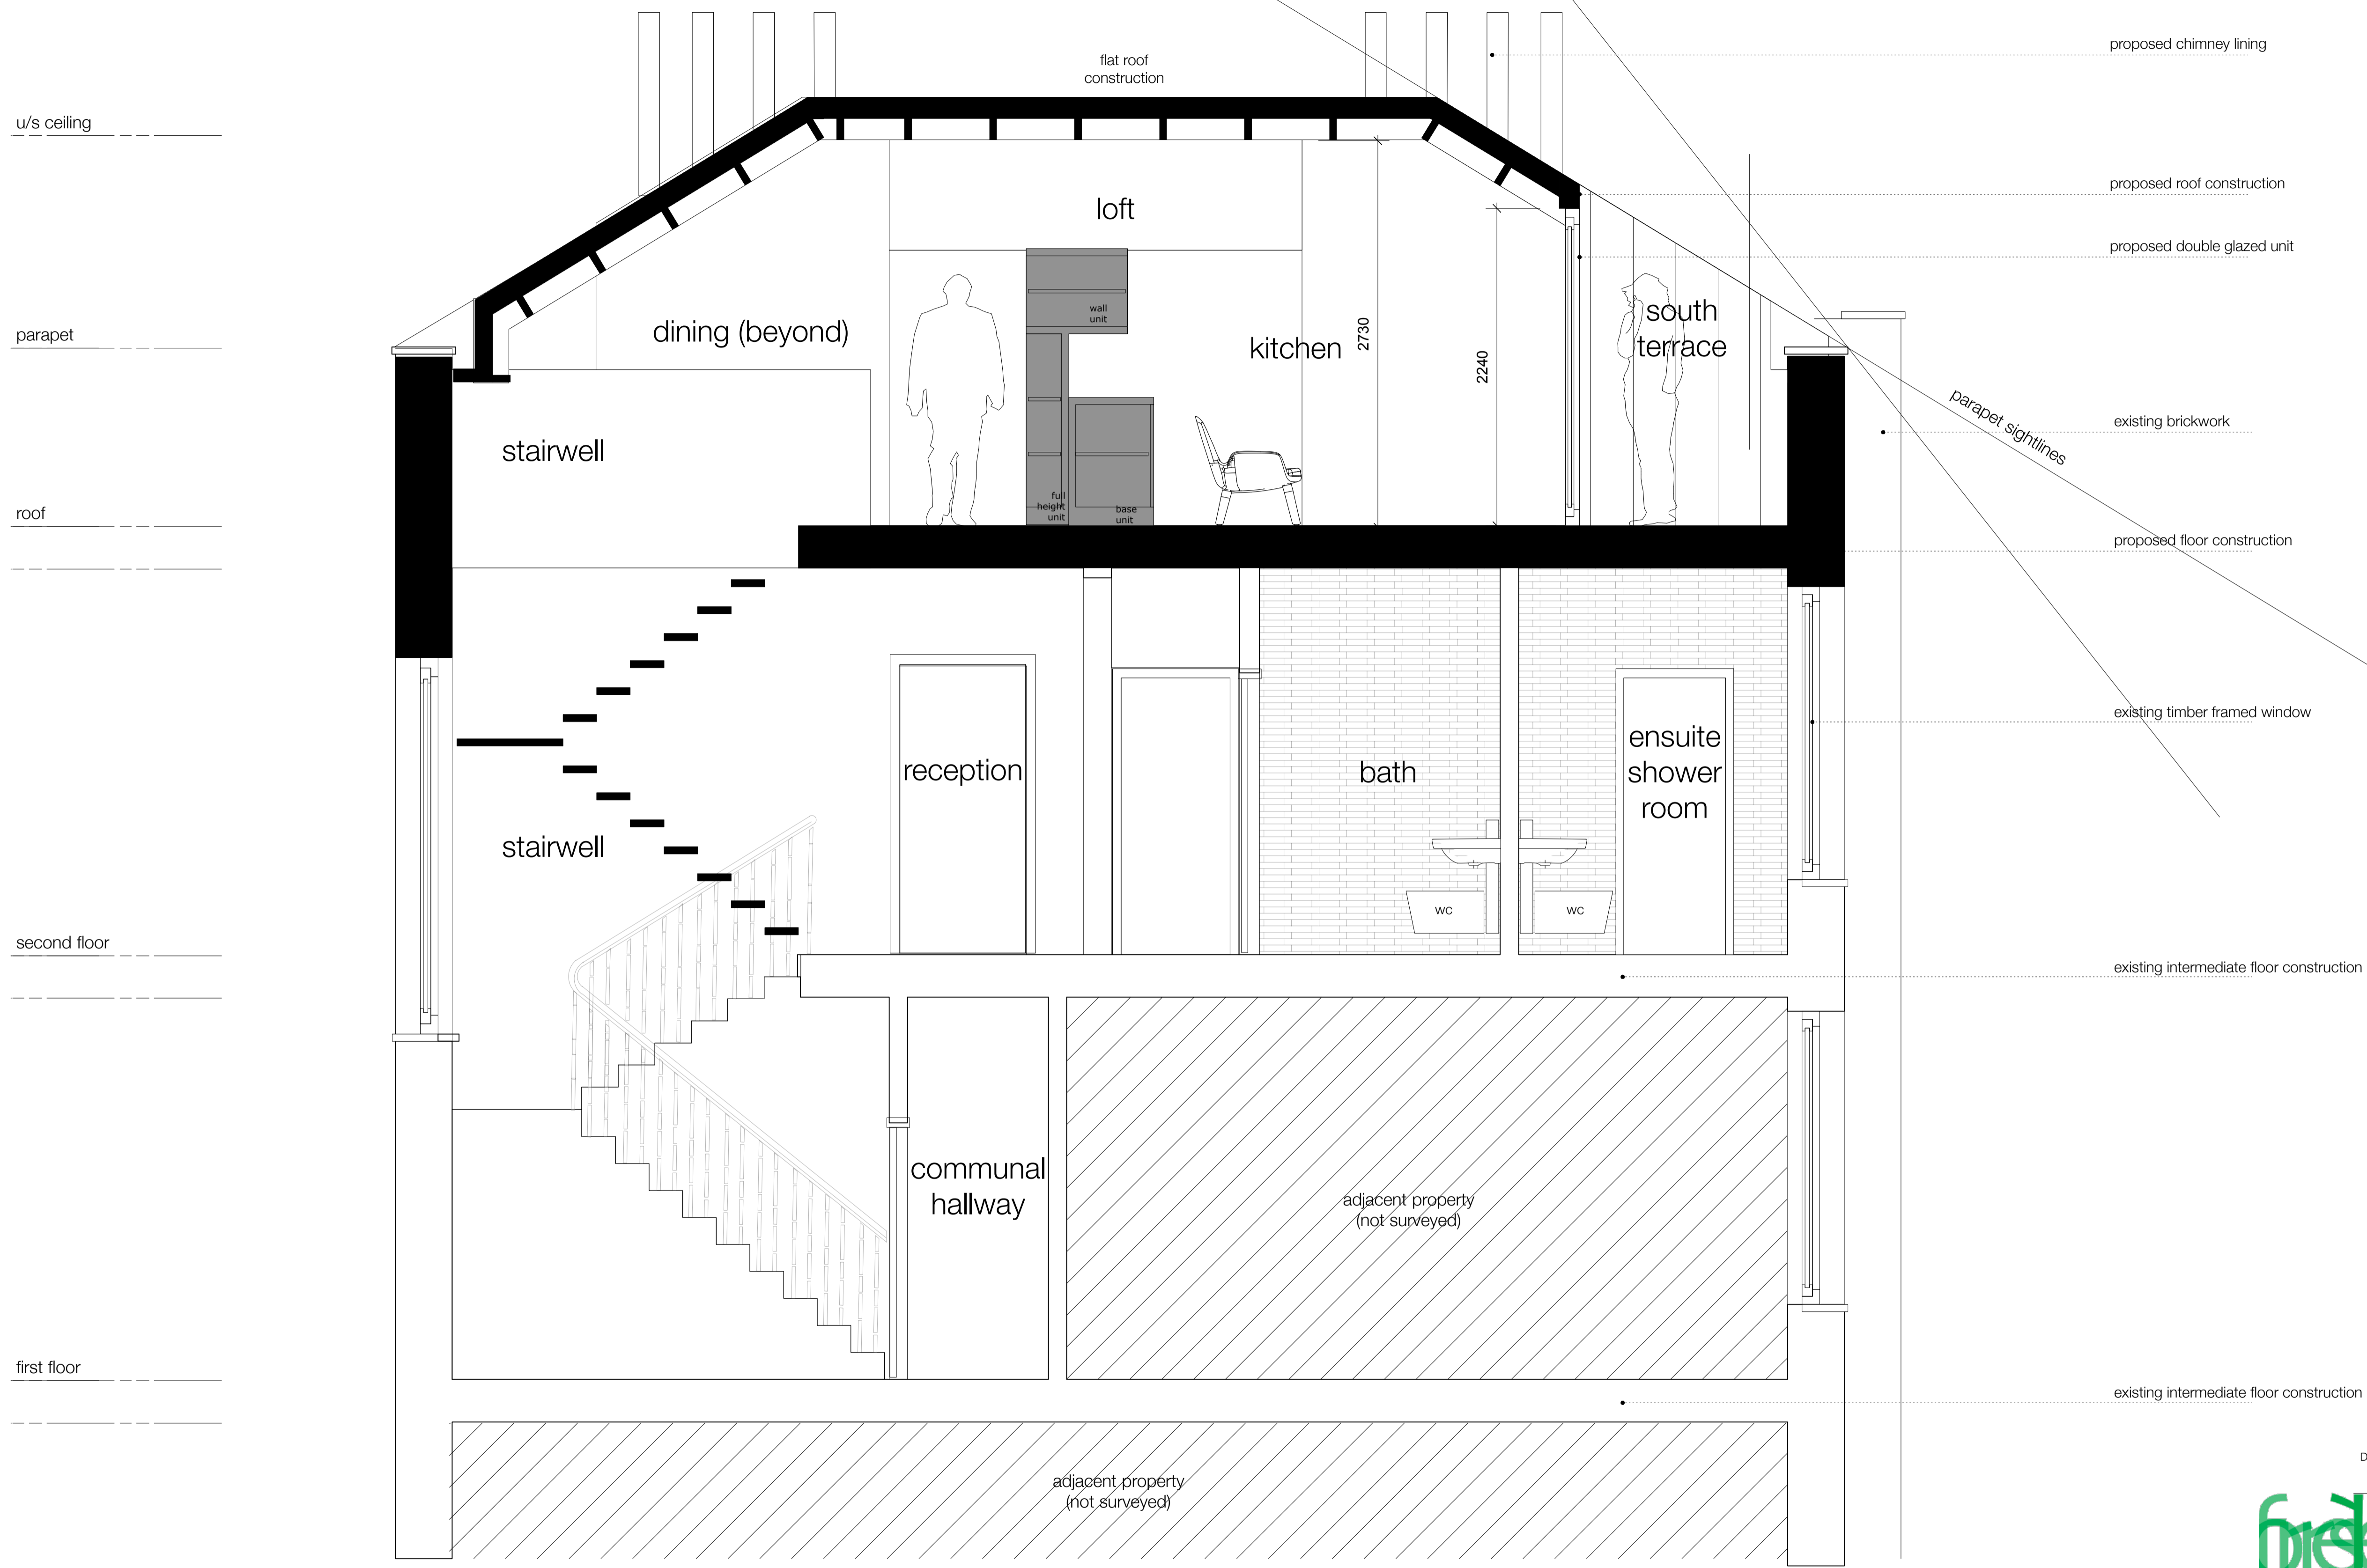 proposed chimney lining
flat roof
construction
u/s ceiling
proposed roof construction
loft
proposed double glazed unit
wall
unit
south
terrace
parapet
dining (beyond)
kitchen
2730
2240
parapet sightlines
existing brickwork
stairwell
full
height
unit
base
unit
roof
proposed floor construction
existing timber framed window
reception
bath
ensuite
shower
room
stairwell
WC
WC
second floor
existing intermediate floor construction
communal
hallway
adjacent property
(not surveyed)
first floor
existing intermediate floor construction
adjacent property
(not surveyed)
D